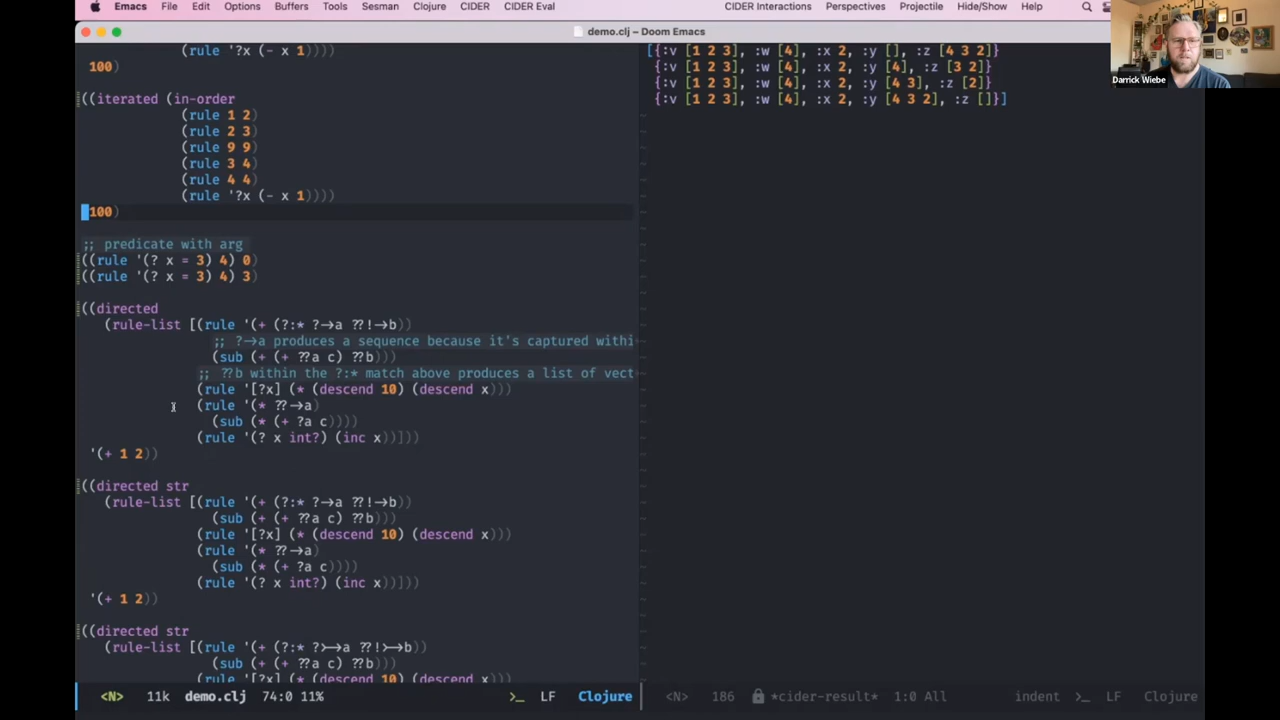 Emacs File Edit Options Buffers Tools Sesman Clojure CIDER CIDER Eval CIDER Interactions Perspectives Projectile Hide/Show Help
demo.clj — Doom Emacs
(rule '?x (- x 1))))
100)
((iterated (in-order
(rule 1 2)
(rule 2 3)
(rule 9 9)
(rule 3 4)
(rule 4 4)
(rule '?x (- x 1))))
100)
;; predicate with arg
((rule '(? x = 3) 4) 0)
((rule '(? x = 3) 4) 3)
((directed
(rule-list [(rule '(+ (?:* ?->a ??!->b))
;; ?->a produces a sequence because it's captured withi
(sub (+ (+ ??a c) ??b)))
;; ??b within the ?:* match above produces a list of vect
(rule '[?x] (* (descend 10) (descend x)))
(rule '(* ??->a)
(sub (* (+ ?a c))))
(rule '(? x int?) (inc x))]))
'(+ 1 2))
((directed str
(rule-list [(rule '(+ (?:* ?->a ??!->b))
(sub (+ (+ ??a c) ??b)))
(rule '[?x] (* (descend 10) (descend x)))
(rule '(* ??->a)
(sub (* (+ ?a c))))
(rule '(? x int?) (inc x))]))
'(+ 1 2))
((directed str
(rule-list [(rule '(+ (?:* ?>->a ??!>->b))
(sub (+ (+ ??a c) ??b)))
(rule '[?x] (* (descend 10) (descend x)))
<N> 11k demo.clj 74:0 11% >_ LF Clojure
[{:v [1 2 3], :w [4], :x 2, :y [], :z [4 3 2]}
{:v [1 2 3], :w [4], :x 2, :y [4], :z [3 2]}
{:v [1 2 3], :w [4], :x 2, :y [4 3], :z [2]}
{:v [1 2 3], :w [4], :x 2, :y [4 3 2], :z []}]
<N> 186 *cider-result* 1:0 All indent >_ LF Clojure
Darrick Wiebe